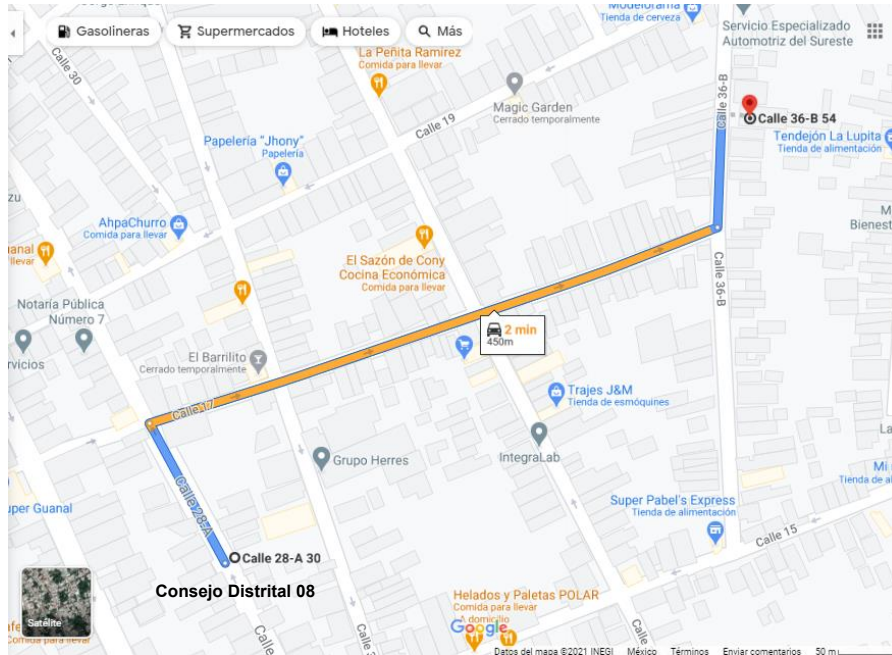 Gasolineras
Supermercados
Hoteles
Más
Modelorama
Tienda de cerveza
Servicio Especializado
Automotriz del Sureste
Calle 30
La Peñita Ramirez
Comida para llevar
Calle 19
Magic Garden
Cerrado temporalmente
Calle 36-B
Calle 36-B 54
Tendejón La Lupita
Tienda de alimentación
Papelería "Jhony"
Papelería
AhpaChurro
Comida para llevar
El Sazón de Cony
Cocina Económica
Comida para llevar
Calle 36-B
Notaría Pública
Número 7
2 min
450m
El Barrilito
Cerrado temporalmente
Trajes J&M
Tienda de esmóquines
Calle 17
Grupo Herres
IntegraLab
Calle 28-A
Super Pabel's Express
Tienda de alimentación
Calle 15
Calle 28-A 30
Consejo Distrital 08
Satélite
Helados y Paletas POLAR
Comida para llevar
A domicilio
Google
Datos del mapa ©2021 INEGI México Términos Enviar comentarios 50 m